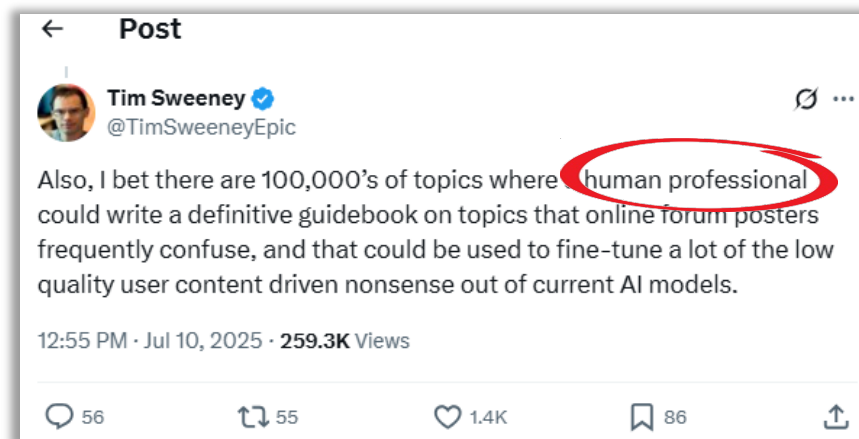 Post
Tim Sweeney
@TimSweeneyEpic
Also, I bet there are 100,000's of topics where human professional
could write a definitive guidebook on topics that online forum posters
frequently confuse, and that could be used to fine-tune a lot of the low
quality user content driven nonsense out of current AI models.
12:55 PM · Jul 10, 2025 · 259.3K Views
56 55 1.4K 86